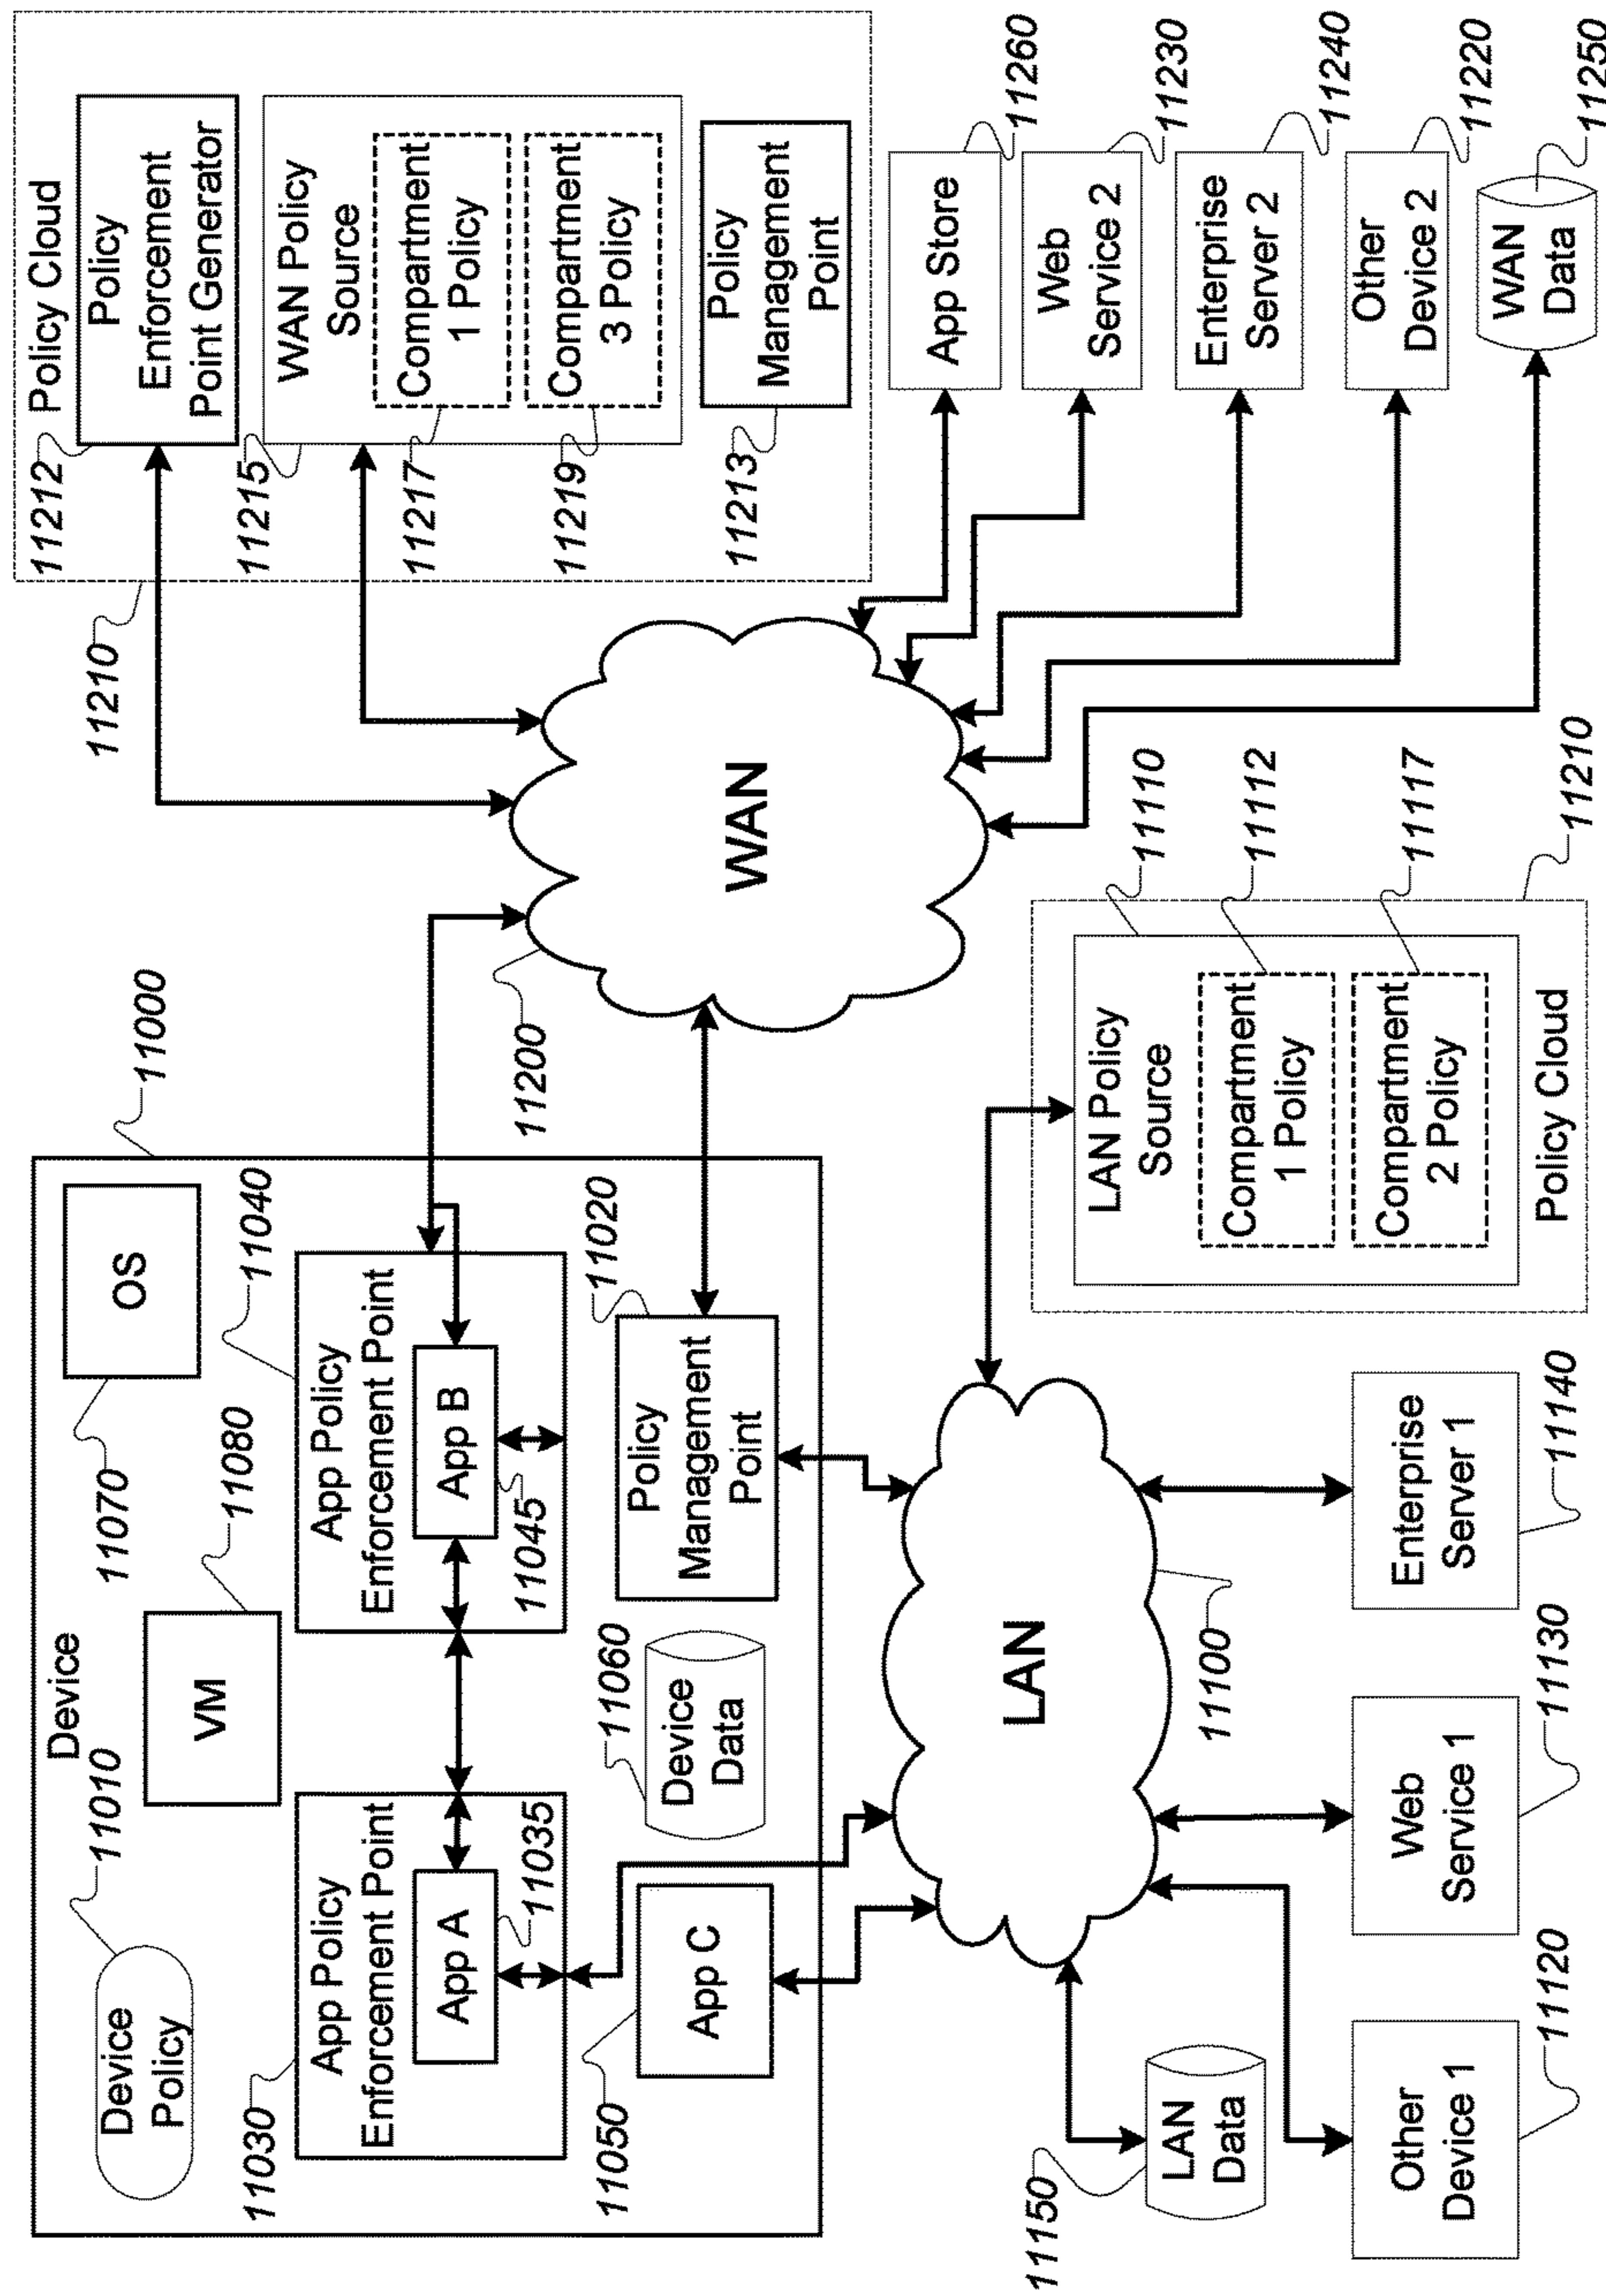 Device
11000
Device
Policy
11010
VM
11080
OS
11070
App Policy
Enforcement Point
11030
App A
11035
App Policy
Enforcement Point
11040
App B
11045
App C
11050
Device
Data
11060
Policy
Management
Point
11020
WAN
11200
Policy Cloud
11210
Policy
Enforcement
Point Generator
11212
WAN Policy
Source
11215
Compartment
1 Policy
11217
Compartment
3 Policy
11219
Policy
Management
Point
11213
App Store
11260
Web
Service 2
11230
Enterprise
Server 2
11240
Other
Device 2
11220
WAN
Data
11250
LAN
11100
LAN
Data
11150
Other
Device 1
11120
Web
Service 1
11130
Enterprise
Server 1
11140
LAN Policy
Source
11110
Compartment
1 Policy
11112
Compartment
2 Policy
11117
Policy Cloud
11210